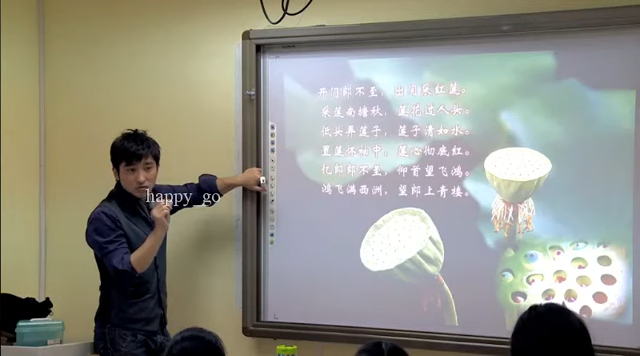 开门郎不至，出门采红莲。
采莲南塘秋，莲花过人头。
低头弄莲子，莲子清如水。
置莲怀袖中，莲心彻底红。
忆郎郎不至，仰首望飞鸿。
鸿飞满西洲，望郎上青楼。
happy_go